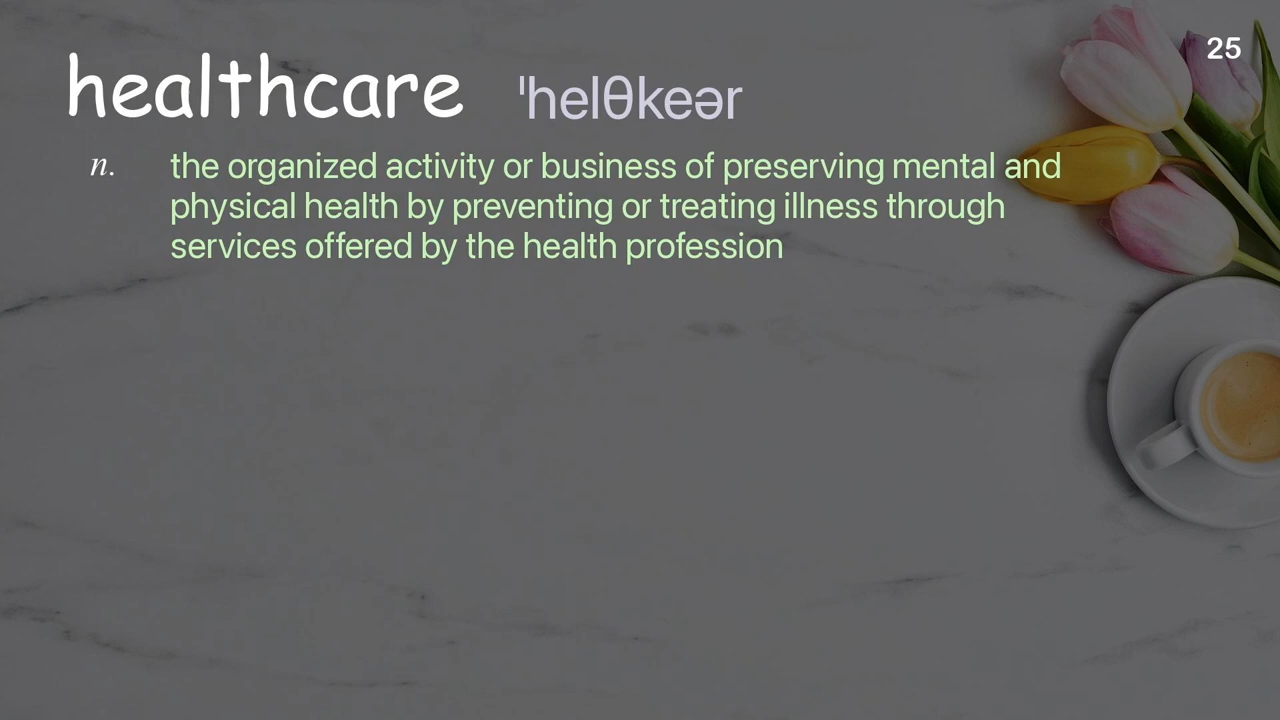 25
healthcare ˈhelθkeər
n. the organized activity or business of preserving mental and
physical health by preventing or treating illness through
services offered by the health profession